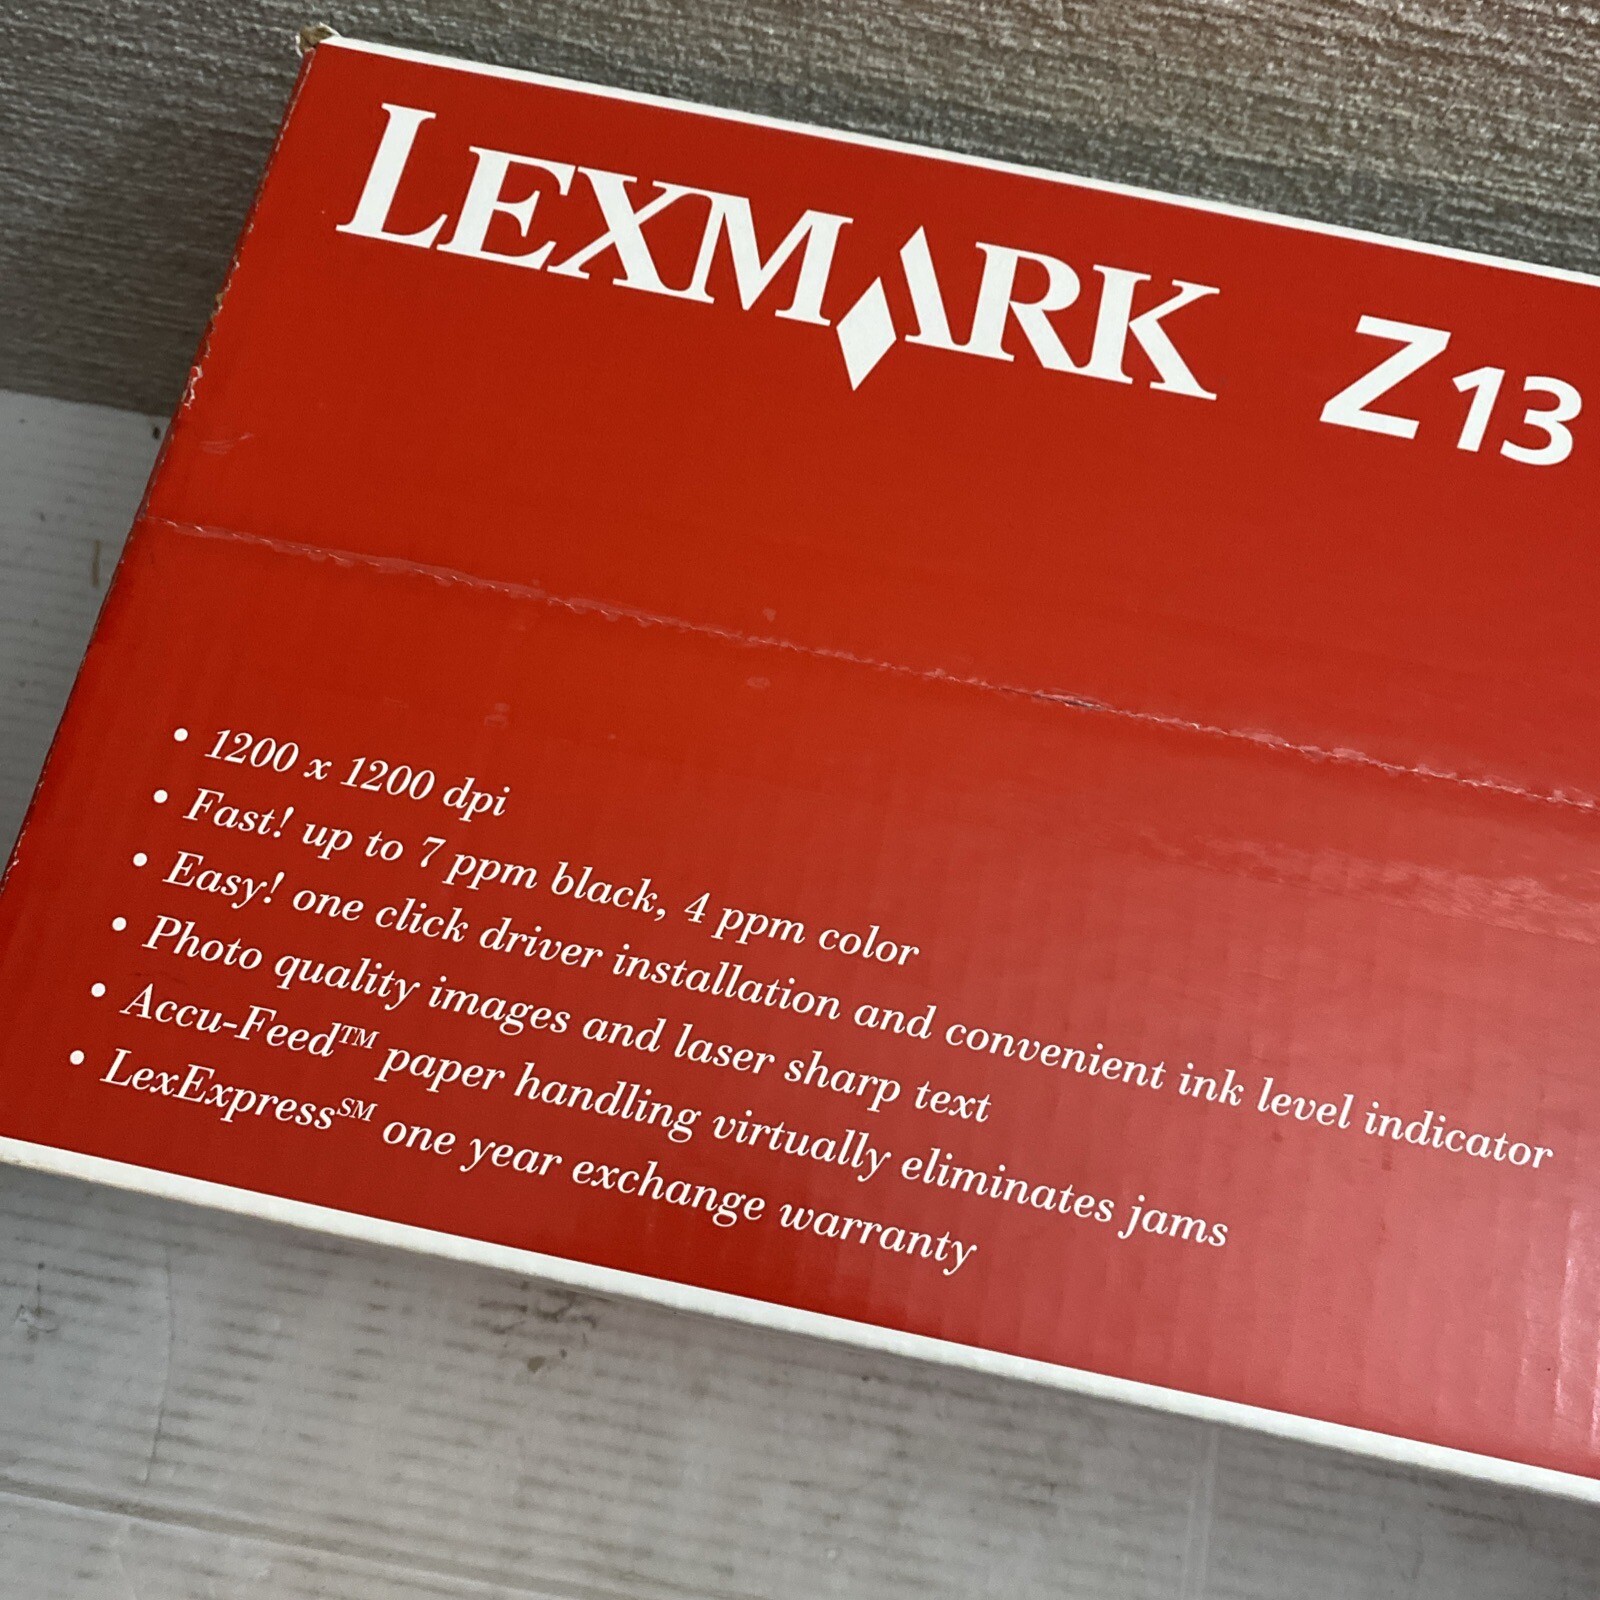 LEXMARK Z13
• 1200 x 1200 dpi
• Fast! up to 7 ppm black, 4 ppm color
• Easy! one click driver installation and convenient ink level indicator
• Photo quality images and laser sharp text
• Accu-Feed™ paper handling virtually eliminates jams
• LexExpress℠ one year exchange warranty